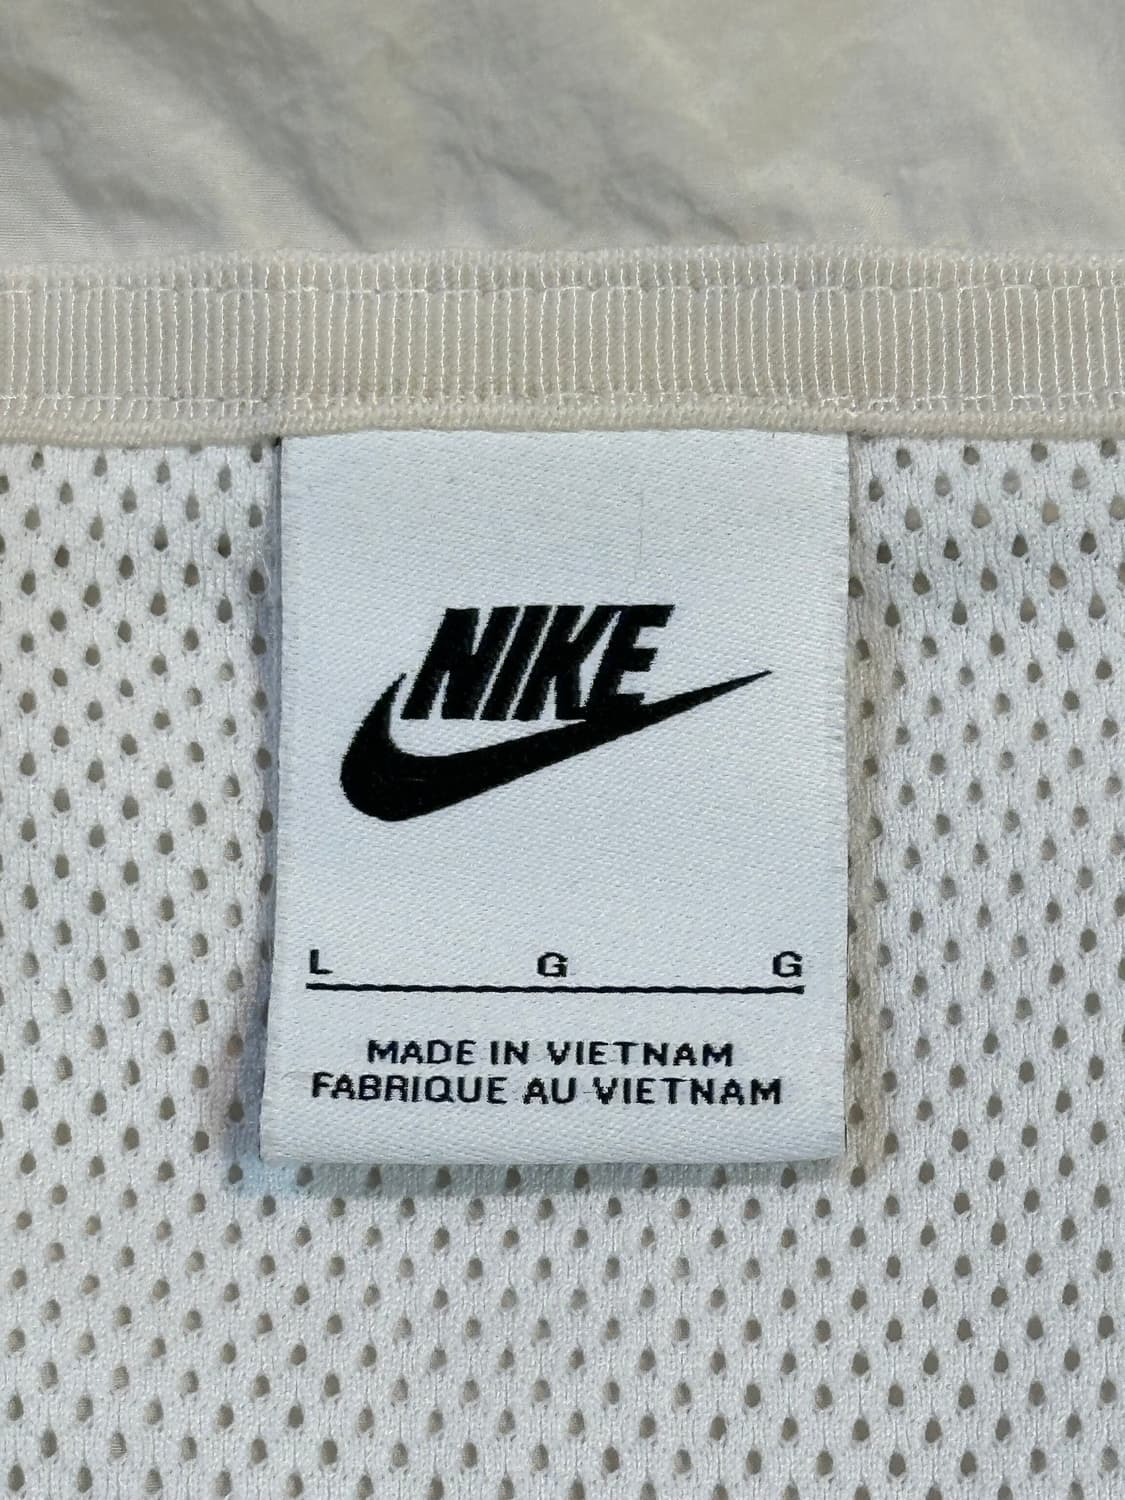 NIKE
L G G
MADE IN VIETNAM
FABRIQUE AU VIETNAM